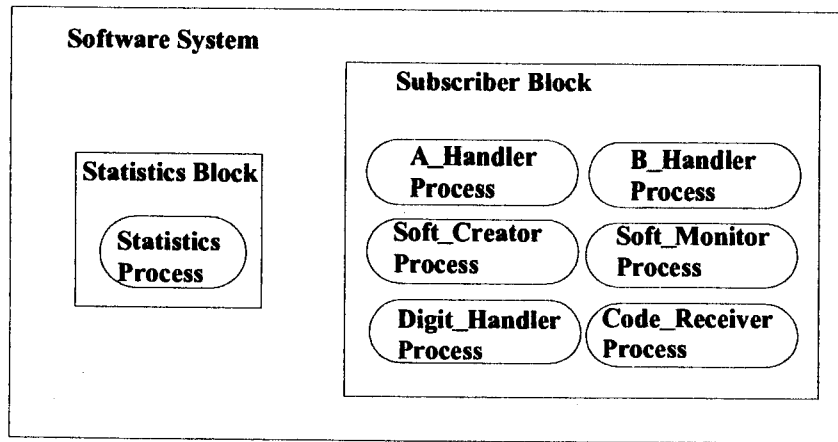 Software System
Subscriber Block
Statistics Block
Statistics
Process
A_Handler
Process
B_Handler
Process
Soft_Creator
Process
Soft_Monitor
Process
Digit_Handler
Process
Code_Receiver
Process